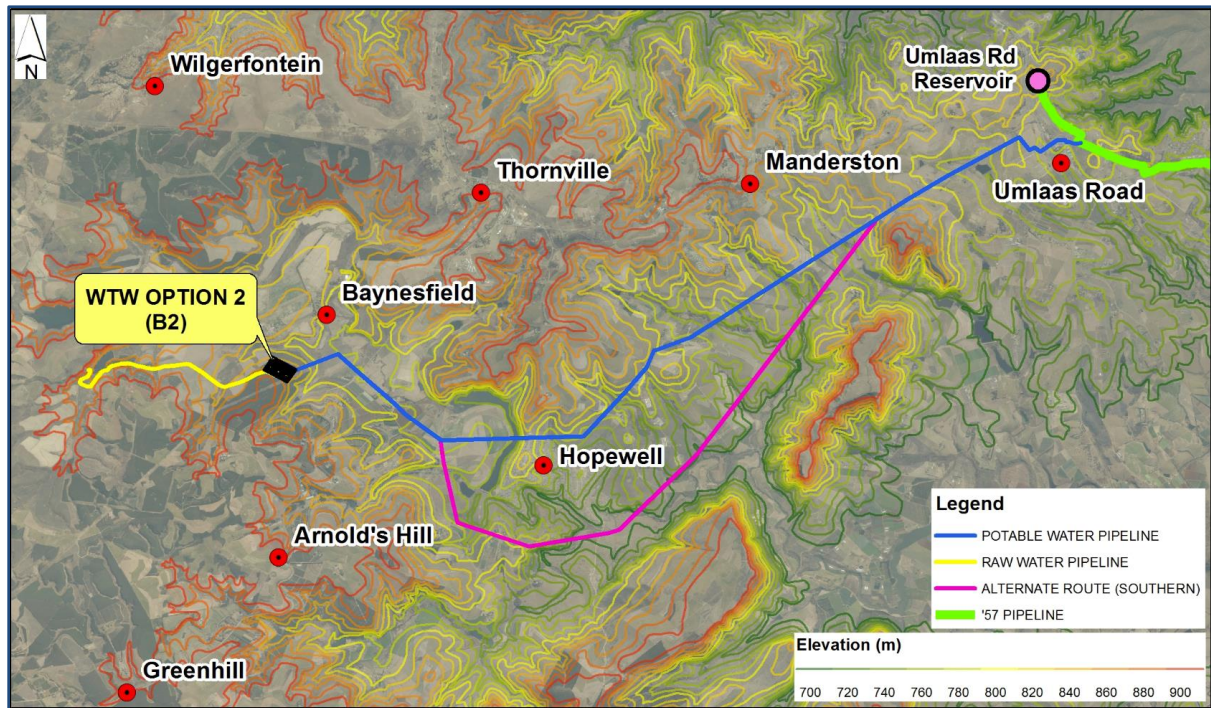 N
Wilgerfontein
Umlaas Rd
Reservoir
Thornville
Manderston
Umlaas Road
WTW OPTION 2
(B2)
Baynesfield
Hopewell
Arnold's Hill
Greenhill
Legend
POTABLE WATER PIPELINE
RAW WATER PIPELINE
ALTERNATE ROUTE (SOUTHERN)
'57 PIPELINE
Elevation (m)
700 720 740 760 780 800 820 840 860 880 900